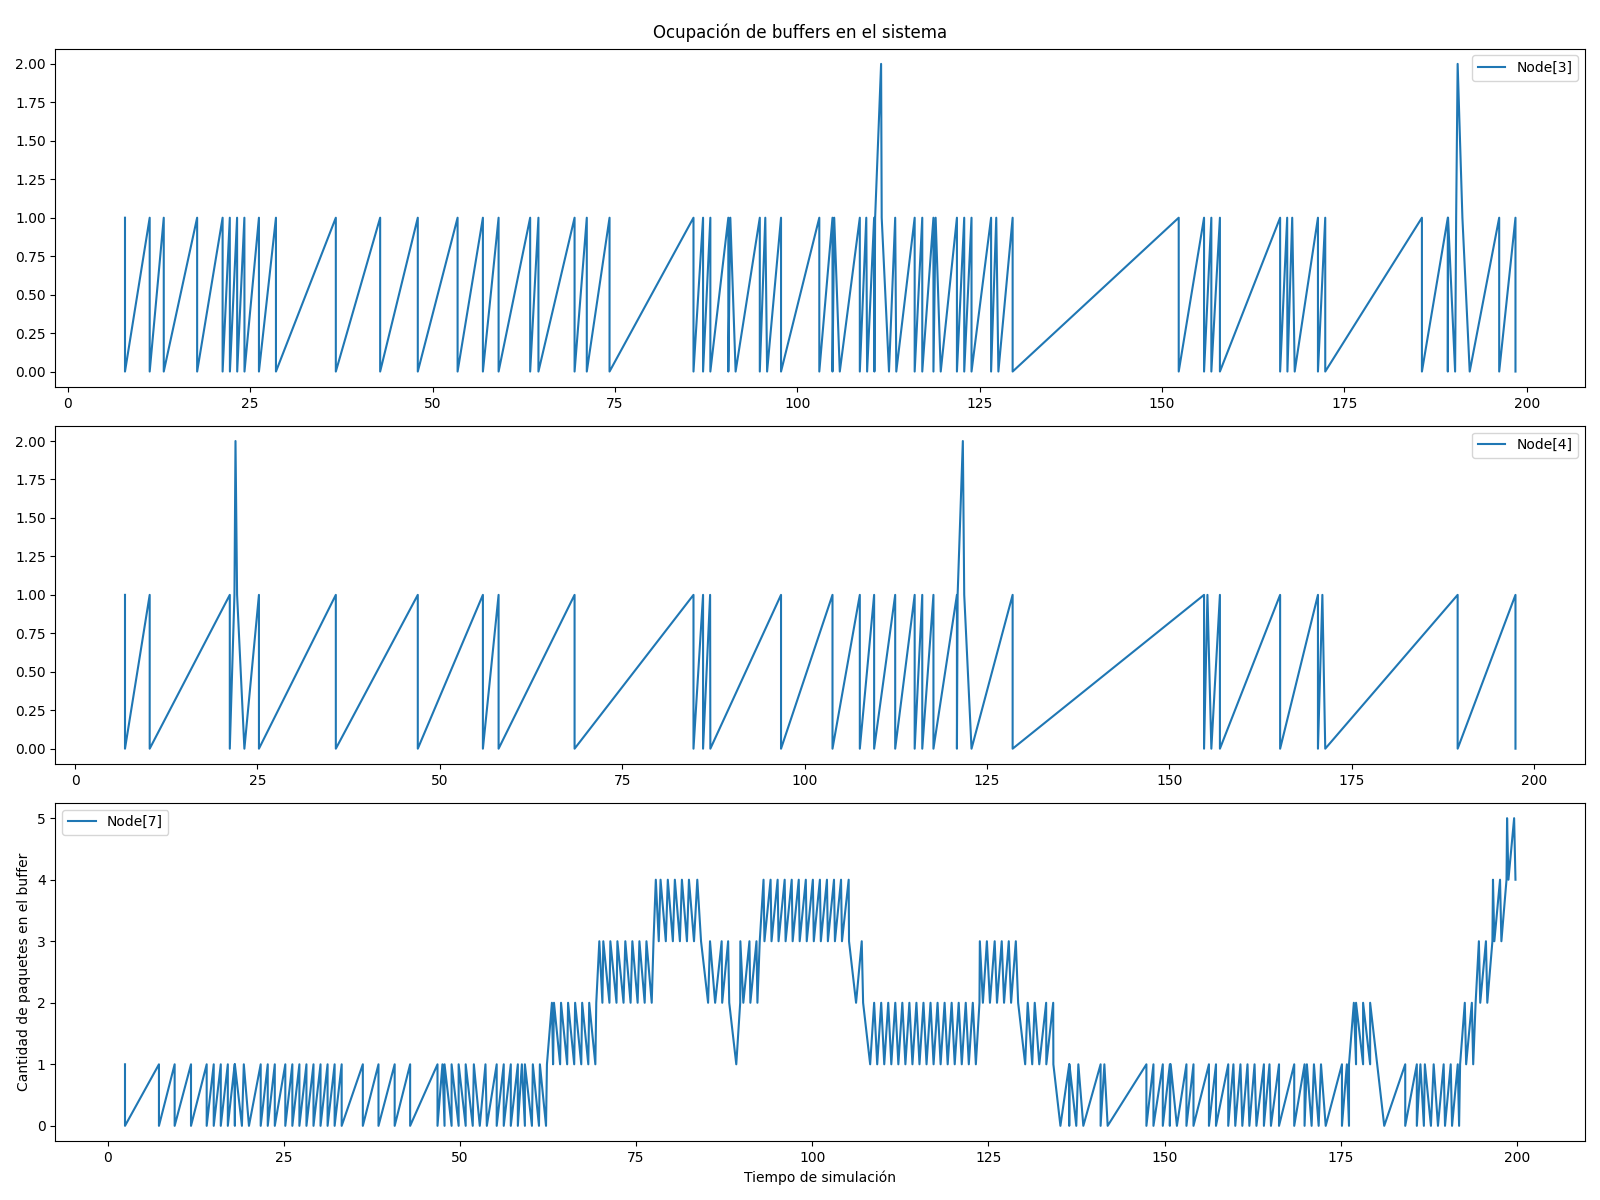 Ocupación de buffers en el sistema
Node[3]
2.00
1.75
1.50
1.25
1.00
0.75
0.50
0.25
0.00
0 25 50 75 100 125 150 175 200
Node[4]
2.00
1.75
1.50
1.25
1.00
0.75
0.50
0.25
0.00
0 25 50 75 100 125 150 175 200
Node[7]
Cantidad de paquetes en el buffer
5
4
3
2
1
0
0 25 50 75 100 125 150 175 200
Tiempo de simulación